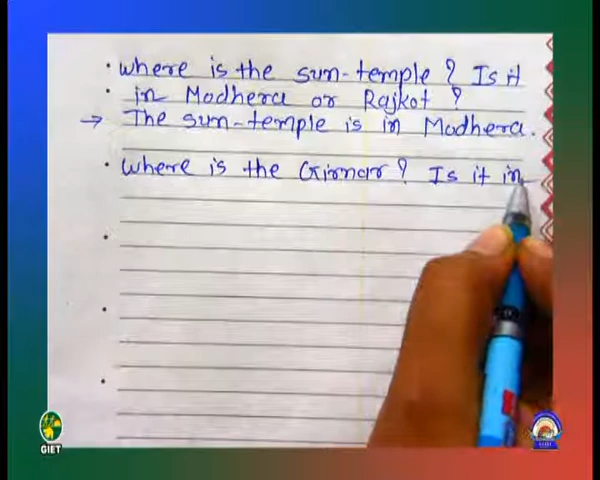 • Where is the sun-temple? Is it
• in Modhera or Rajkot?
→ The sun-temple is in Modhera.
• Where is the Girnar? Is it in
GIET